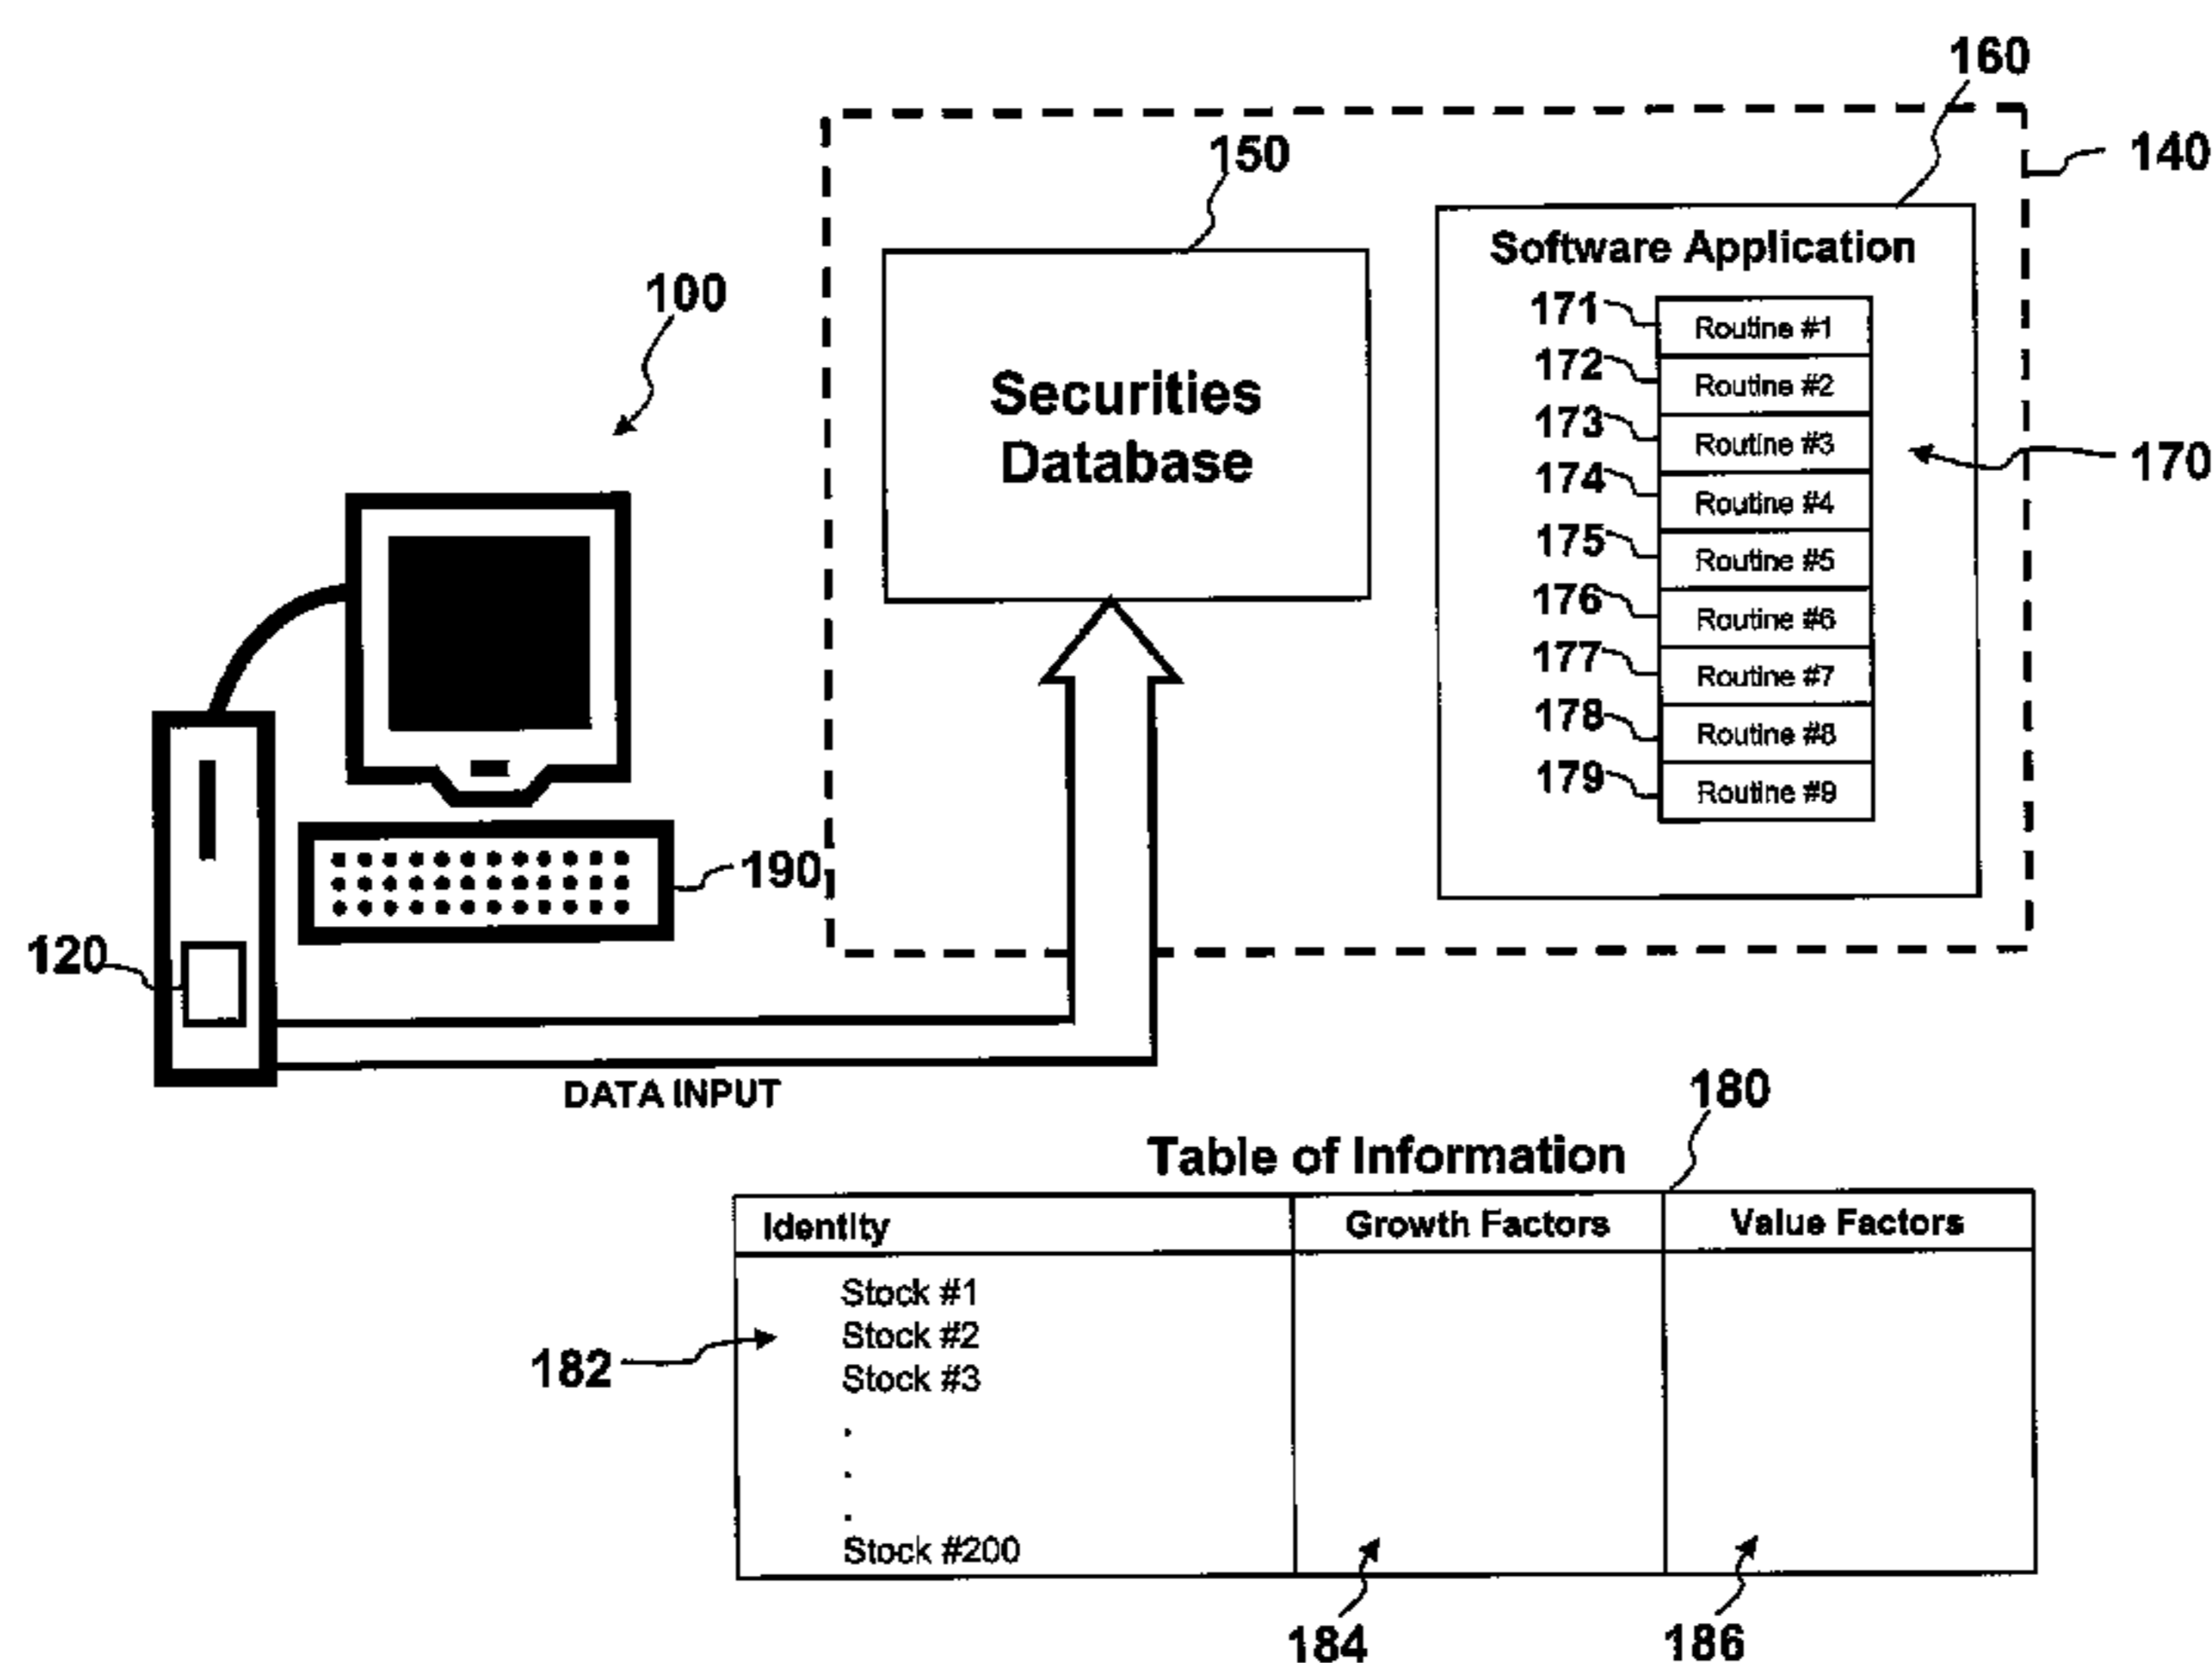 160
140
150
Software Application
100
171
Routine #1
172
Routine #2
Securities
Database
173
Routine #3
170
174
Routine #4
175
Routine #5
176
Routine #6
177
Routine #7
178
Routine #8
179
Routine #9
190
120
DATA INPUT
180
Table of Information
Identity Growth Factors Value Factors
Stock #1
Stock #2
182
Stock #3
.
.
.
Stock #200
184 186